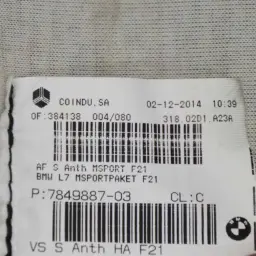 COINDU,SA 02-12-2014 10:39
OF:384138 004/080 318.02D1.A23A
AF S Anth MSPORT F21
BMW L7 MSPORTPAKET F21
P:7849887-03 CL:C
VS S Anth HA F21